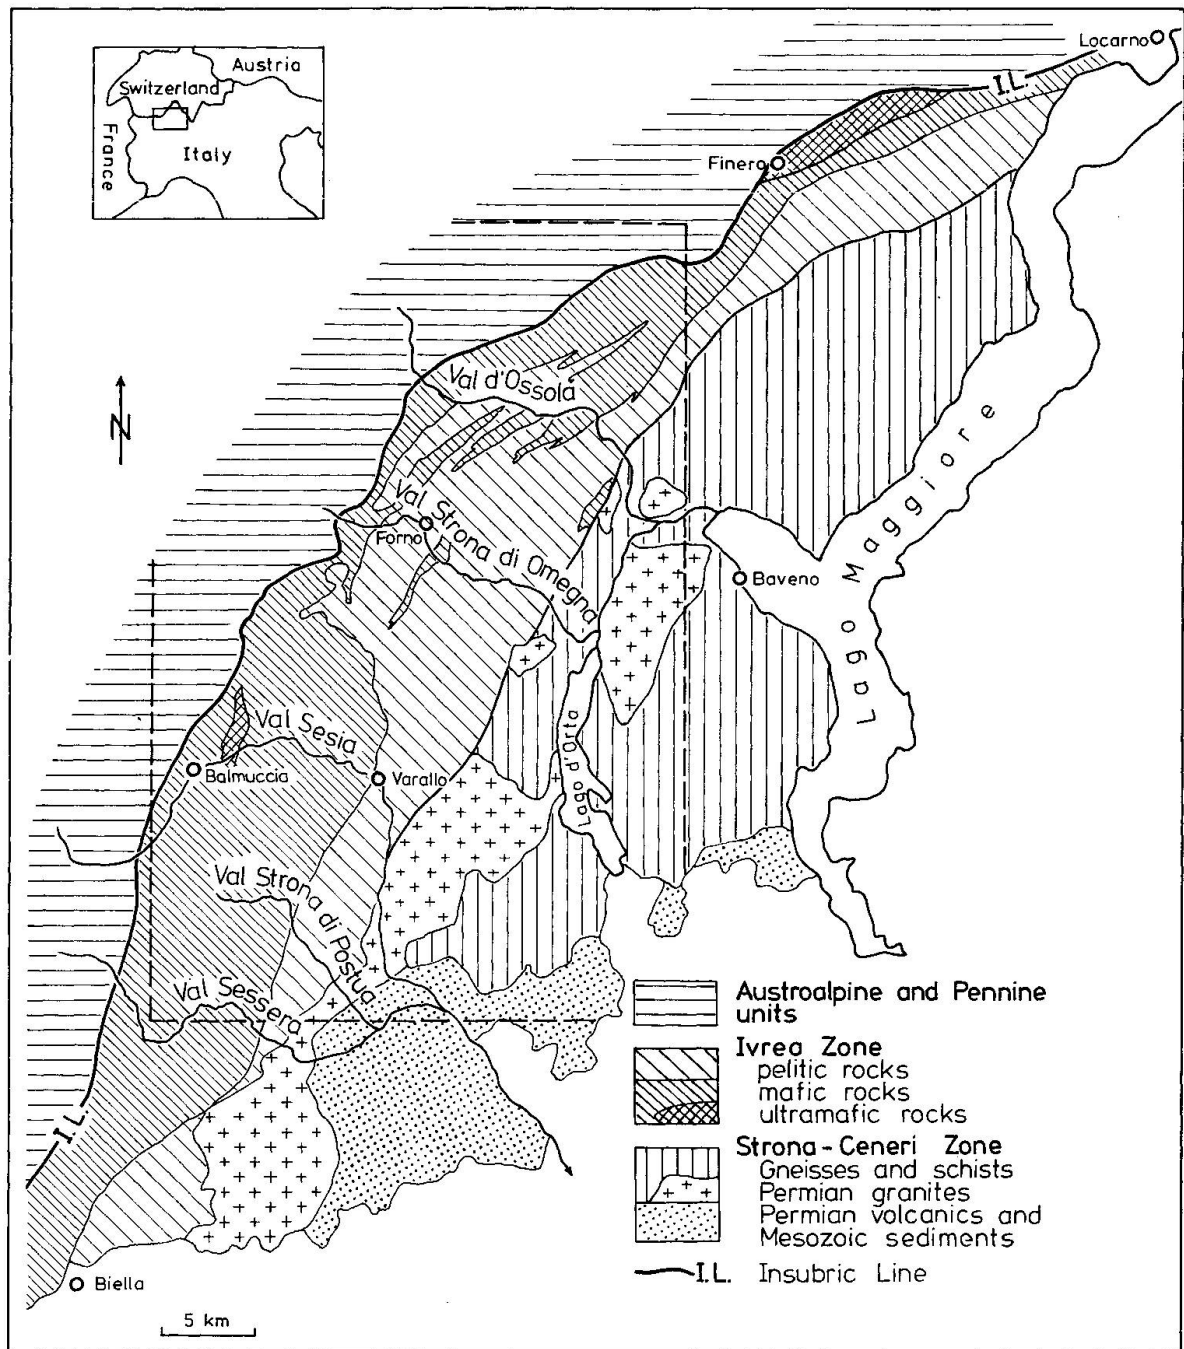 Locarno
I.L.
Austria
Switzerland
France
Italy
Finero
Val d'Ossola
N
Val Strona di Omegna
Forno
Baveno
Lago Maggiore
Val Sesia
Balmuccia
Varallo
Lago d'Orta
Val Strona di Postua
Val Sessera
I.L.
Biella
5 km
Austroalpine and Pennine
units
Ivrea Zone
pelitic rocks
mafic rocks
ultramafic rocks
Strona-Ceneri Zone
Gneisses and schists
Permian granites
Permian volcanics and
Mesozoic sediments
I.L. Insubric Line